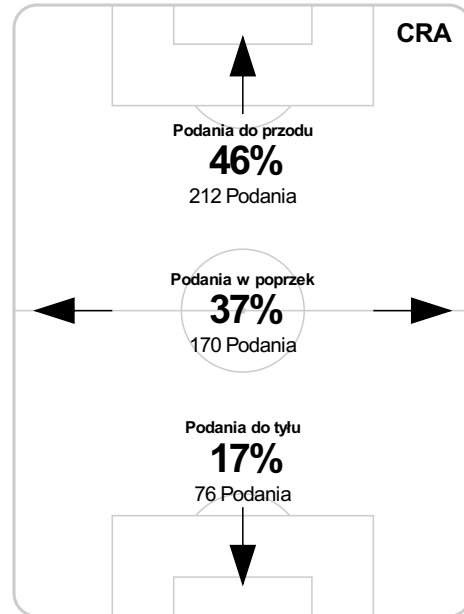 CRA
Podania do przodu
46%
212 Podania
Podania w poprzek
37%
170 Podania
Podania do tyłu
17%
76 Podania